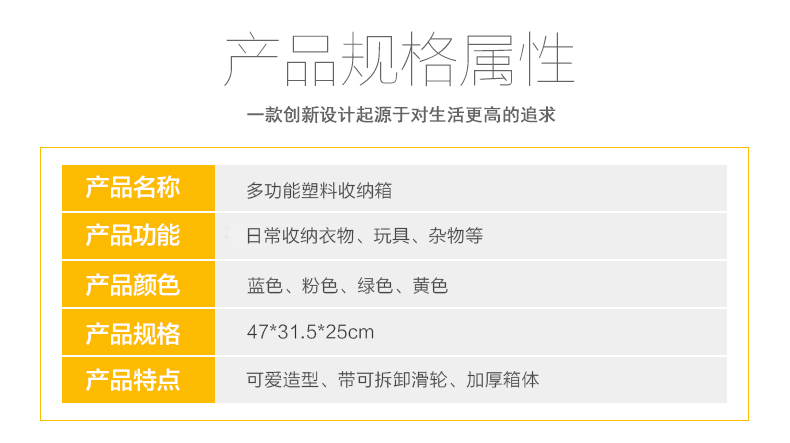 产品规格属性
一款创新设计起源于对生活更高的追求
产品名称 多功能塑料收纳箱
产品功能 日常收纳衣物、玩具、杂物等
产品颜色 蓝色、粉色、绿色、黄色
产品规格 47*31.5*25cm
产品特点 可爱造型、带可拆卸滑轮、加厚箱体